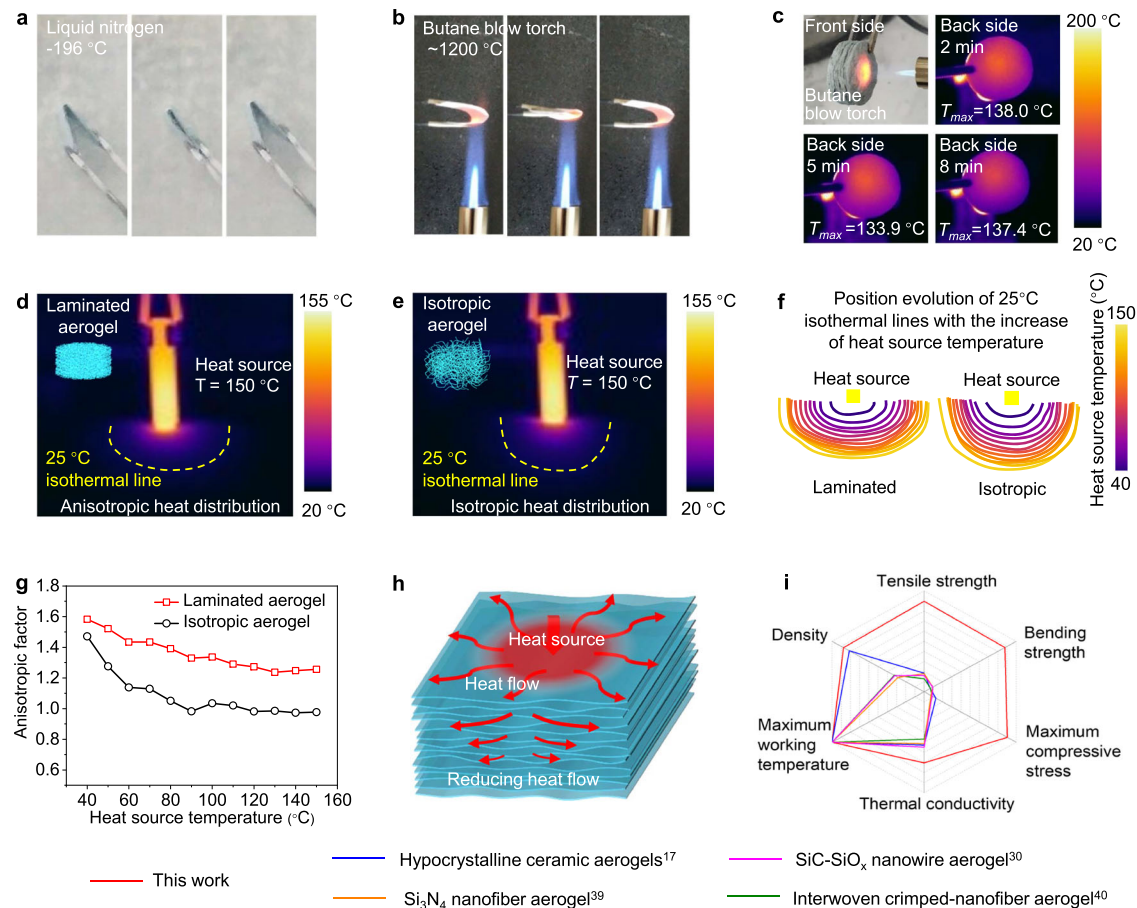 a
Liquid nitrogen
-196 °C
b
Butane blow torch
~1200 °C
c
Front side
Butane
blow torch
Back side
2 min
Tmax=138.0 °C
Back side
5 min
Tmax=133.9 °C
Back side
8 min
Tmax=137.4 °C
200 °C
20 °C
d
Laminated
aerogel
Heat source
T = 150 °C
25 °C
isothermal line
Anisotropic heat distribution
155 °C
20 °C
e
Isotropic
aerogel
Heat source
T = 150 °C
25 °C
isothermal line
Isotropic heat distribution
155 °C
20 °C
f
Position evolution of 25°C
isothermal lines with the increase
of heat source temperature
Heat source
Heat source
Laminated
Isotropic
Heat source temperature (°C)
150
40
g
Anisotropic factor
1.8
1.6
1.4
1.2
1.0
0.8
0.6
Laminated aerogel
Isotropic aerogel
40 60 80 100 120 140 160
Heat source temperature (°C)
h
Heat source
Heat flow
Reducing heat flow
i
Tensile strength
Bending
strength
Maximum
compressive
stress
Thermal conductivity
Maximum
working
temperature
Density
This work
Hypocrystalline ceramic aerogels17
Si3N4 nanofiber aerogel39
SiC-SiOx nanowire aerogel30
Interwoven crimped-nanofiber aerogel40